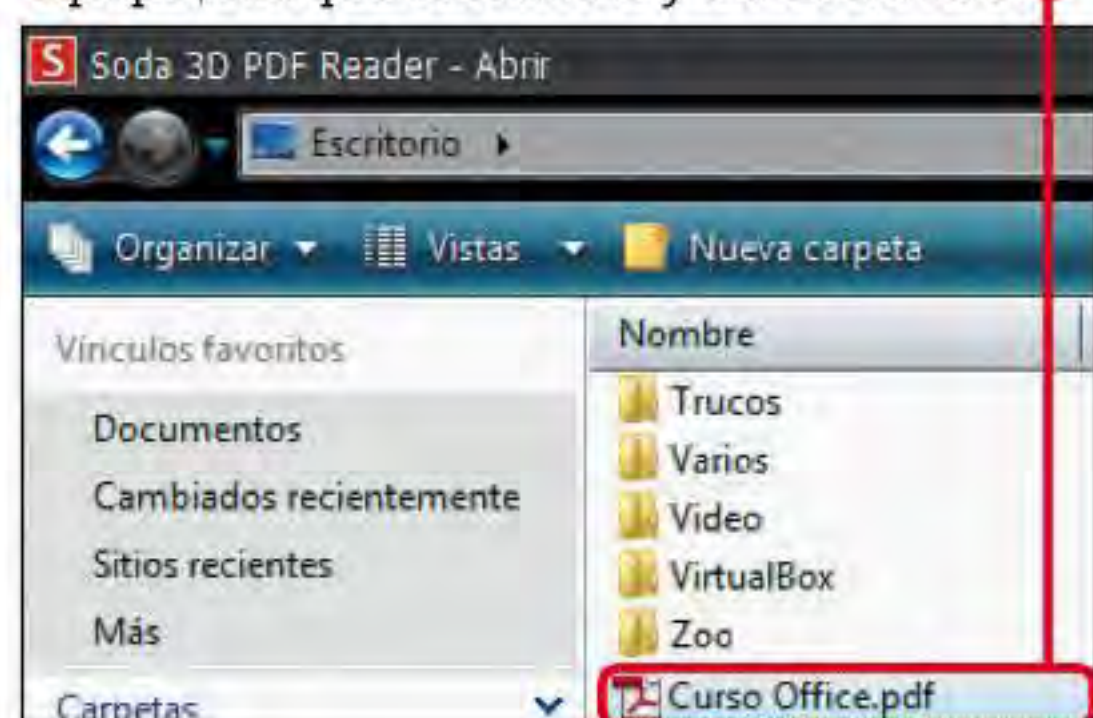 Soda 3D PDF Reader - Abrir
Escritorio
Organizar Vistas Nueva carpeta
Vínculos favoritos
Documentos
Cambiados recientemente
Sitios recientes
Más
Carpetas
Nombre
Trucos
Varios
Video
VirtualBox
Zoo
Curso Office.pdf